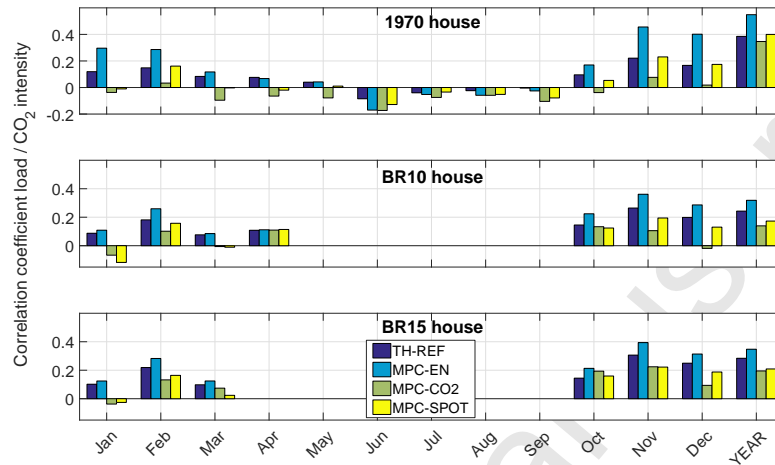 1970 house
0.4
0.2
0
-0.2
BR10 house
0.4
0.2
0
BR15 house
0.4
0.2
0
Correlation coefficient load / CO2 intensity
TH-REF
MPC-EN
MPC-CO2
MPC-SPOT
Jan Feb Mar Apr May Jun Jul Aug Sep Oct Nov Dec YEAR